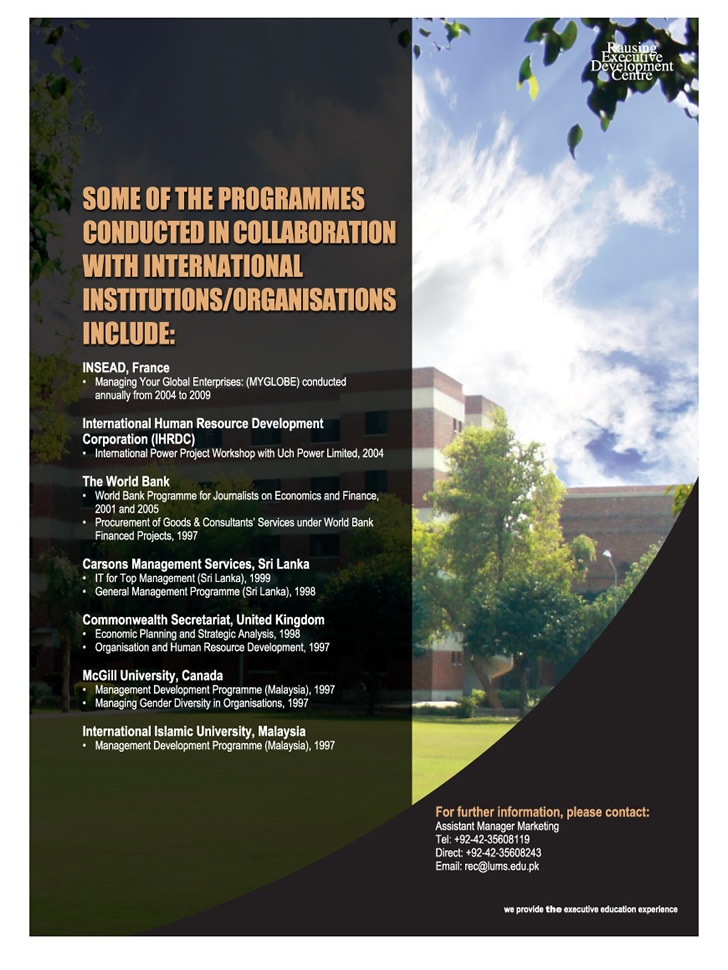 Rausing
Executive
Development
Centre
SOME OF THE PROGRAMMES
CONDUCTED IN COLLABORATION
WITH INTERNATIONAL
INSTITUTIONS/ORGANISATIONS
INCLUDE:
INSEAD, France
• Managing Your Global Enterprises: (MYGLOBE) conducted
annually from 2004 to 2009
International Human Resource Development
Corporation (IHRDC)
• International Power Project Workshop with Uch Power Limited, 2004
The World Bank
• World Bank Programme for Journalists on Economics and Finance,
2001 and 2005
• Procurement of Goods & Consultants' Services under World Bank
Financed Projects, 1997
Carsons Management Services, Sri Lanka
• IT for Top Management (Sri Lanka), 1999
• General Management Programme (Sri Lanka), 1998
Commonwealth Secretariat, United Kingdom
• Economic Planning and Strategic Analysis, 1998
• Organisation and Human Resource Development, 1997
McGill University, Canada
• Management Development Programme (Malaysia), 1997
• Managing Gender Diversity in Organisations, 1997
International Islamic University, Malaysia
• Management Development Programme (Malaysia), 1997
For further information, please contact:
Assistant Manager Marketing
Tel: +92-42-35608119
Direct: +92-42-35608243
Email: rec@lums.edu.pk
we provide the executive education experience